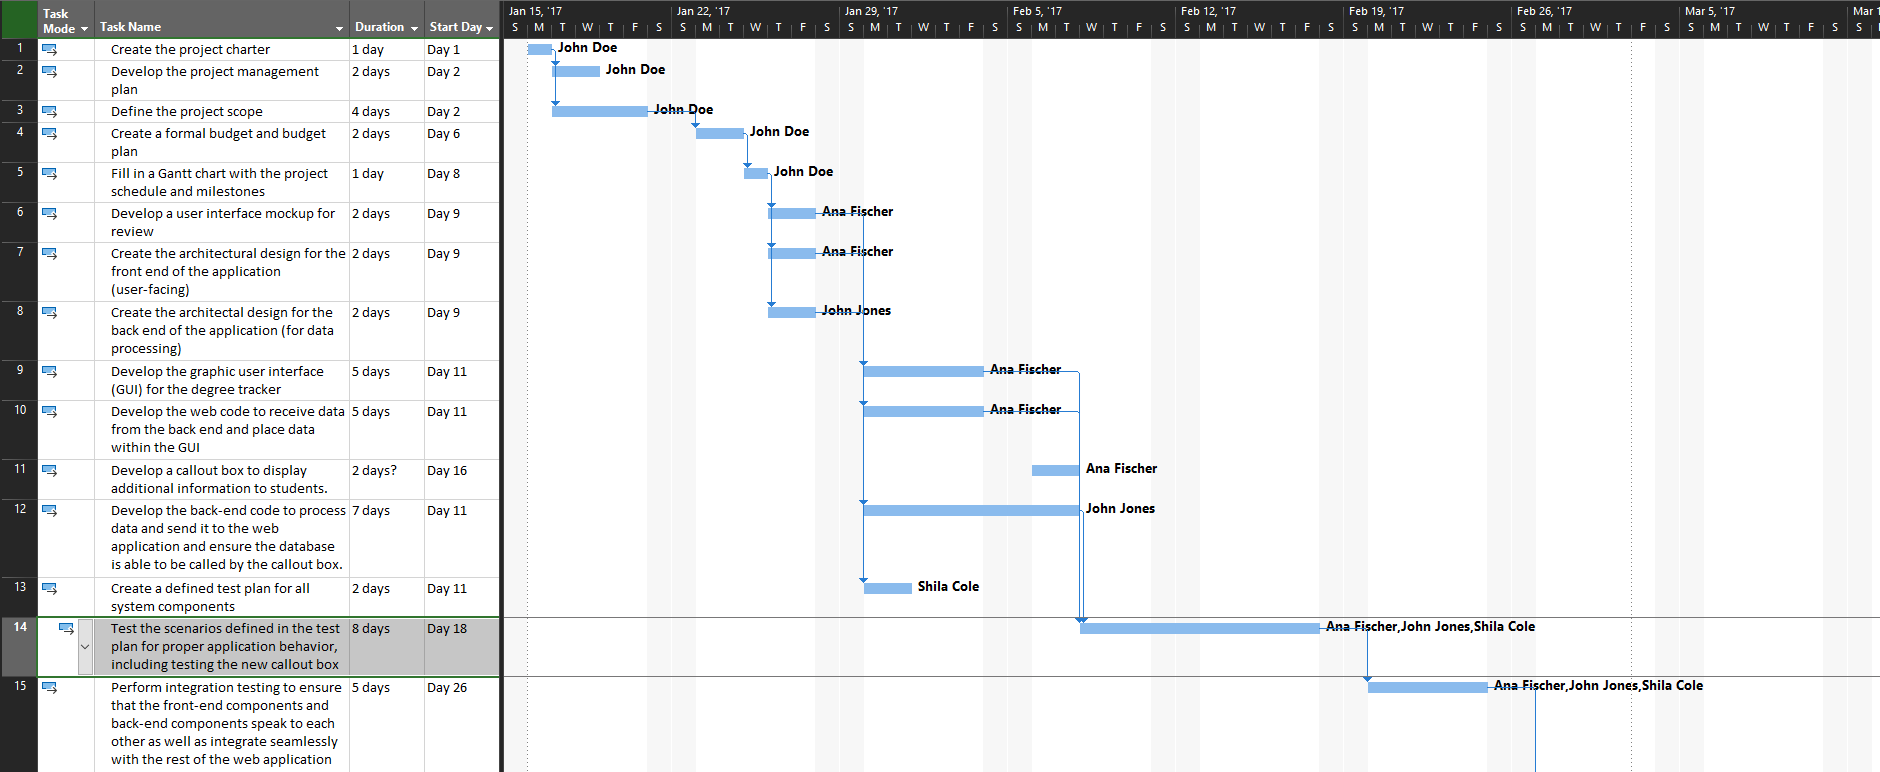 Task Mode Task Name Duration Start Day
Jan 15, '17 Jan 22, '17 Jan 29, '17 Feb 5, '17 Feb 12, '17 Feb 19, '17 Feb 26, '17 Mar 5, '17 Mar 1
S M T W T F S S M T W T F S S M T W T F S S M T W T F S S M T W T F S S M T W T F S S M T W T F S S M T W T F S S M
1 Create the project charter 1 day Day 1 John Doe
2 Develop the project management 2 days Day 2 John Doe
plan
3 Define the project scope 4 days Day 2 John Doe
4 Create a formal budget and budget 2 days Day 6 John Doe
plan
5 Fill in a Gantt chart with the project 1 day Day 8 John Doe
schedule and milestones
6 Develop a user interface mockup for 2 days Day 9 Ana Fischer
review
7 Create the architectural design for the 2 days Day 9 Ana Fischer
front end of the application
(user-facing)
8 Create the architectal design for the 2 days Day 9 John Jones
back end of the application (for data
processing)
9 Develop the graphic user interface 5 days Day 11 Ana Fischer
(GUI) for the degree tracker
10 Develop the web code to receive data 5 days Day 11 Ana Fischer
from the back end and place data
within the GUI
11 Develop a callout box to display 2 days? Day 16 Ana Fischer
additional information to students.
12 Develop the back-end code to process 7 days Day 11 John Jones
data and send it to the web
application and ensure the database
is able to be called by the callout box.
13 Create a defined test plan for all 2 days Day 11 Shila Cole
system components
14 Test the scenarios defined in the test 8 days Day 18 Ana Fischer,John Jones,Shila Cole
plan for proper application behavior,
including testing the new callout box
15 Perform integration testing to ensure 5 days Day 26 Ana Fischer,John Jones,Shila Cole
that the front-end components and
back-end components speak to each
other as well as integrate seamlessly
with the rest of the web application